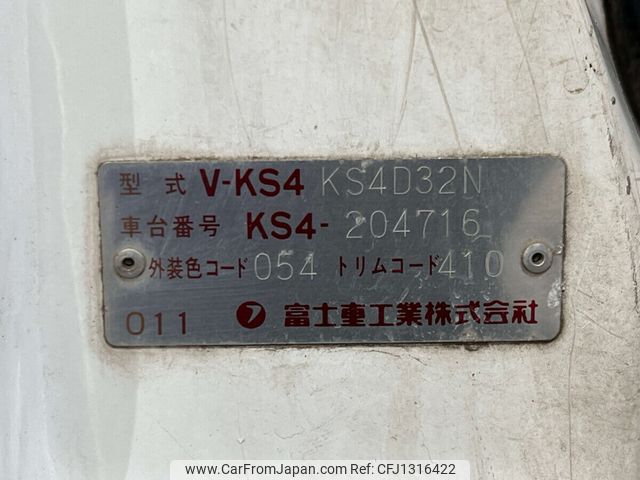 型式 V-KS4 KS4D32N
車台番号 KS4-204716
外装色コード 054 トリムコード 410
011 フ 富士重工業株式会社
www.CarFromJapan.com - © CarFromJapan - CFJ1316422